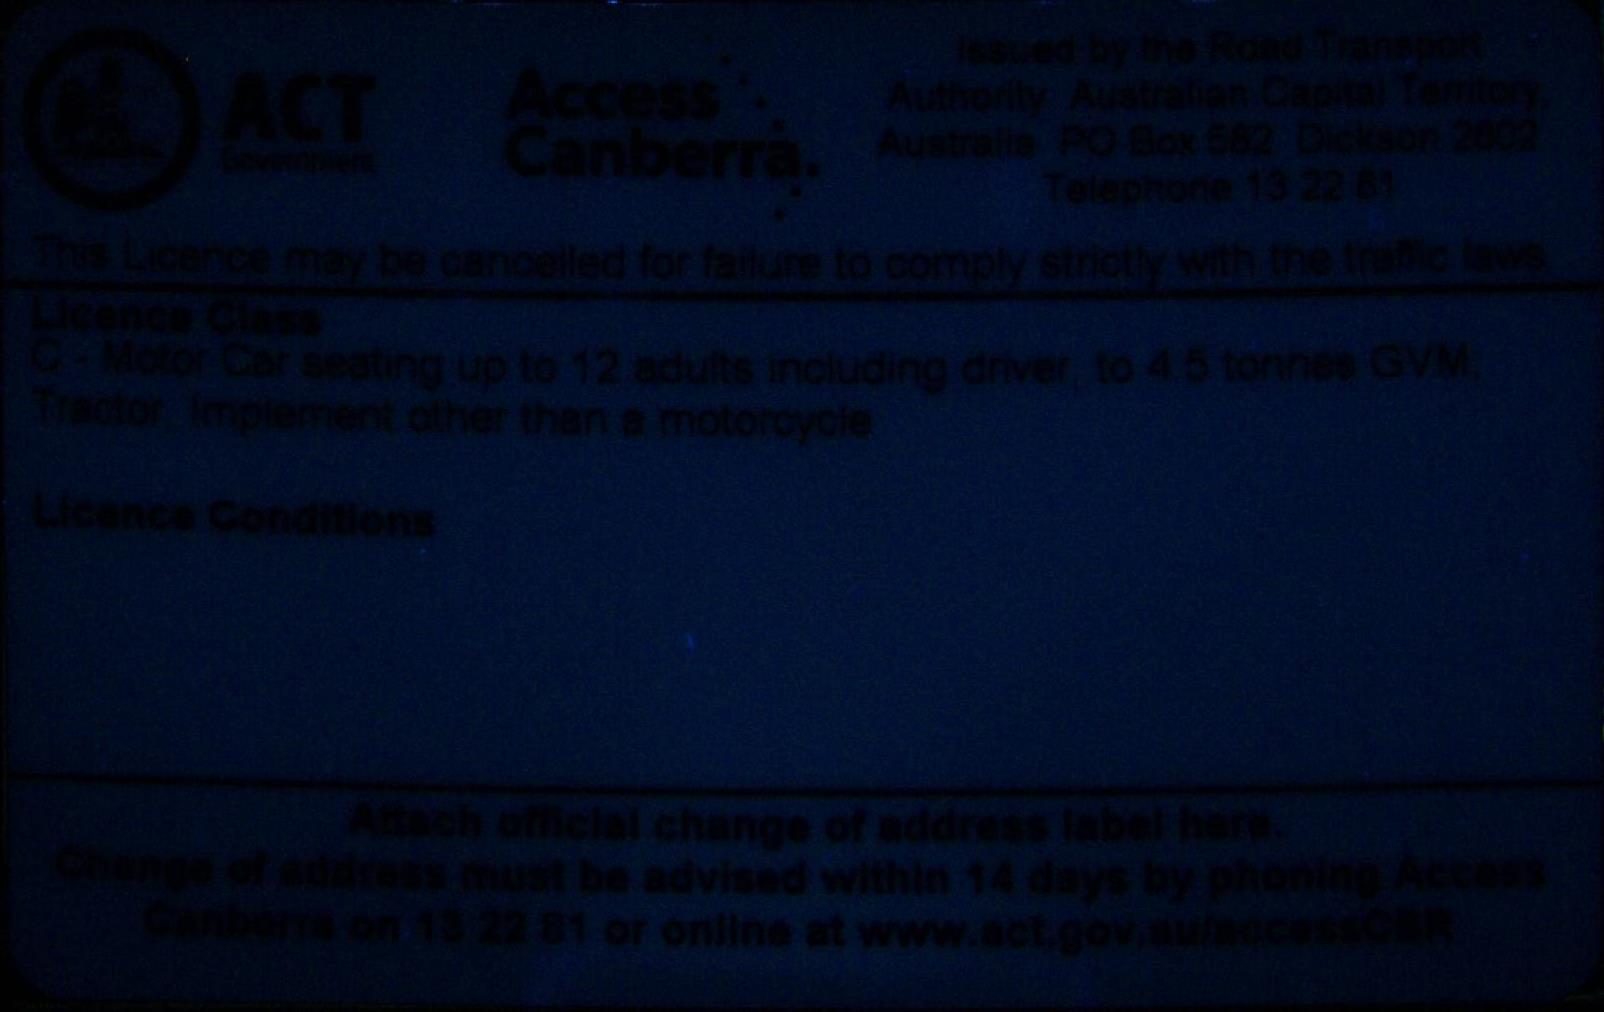 ACT
Government
Access
Canberra.
Issued by the Road Transport
Authority Australian Capital Territory,
Australia PO Box 582 Dickson 2602
Telephone 13 22 81
This Licence may be cancelled for failure to comply strictly with the traffic laws
Licence Class
C - Motor Car seating up to 12 adults including driver, to 4.5 tonnes GVM,
Tractor, Implement other than a motorcycle
Licence Conditions
Attach official change of address label here.
Change of address must be advised within 14 days by phoning Access
Canberra on 13 22 81 or online at www.act.gov.au/accessCBR